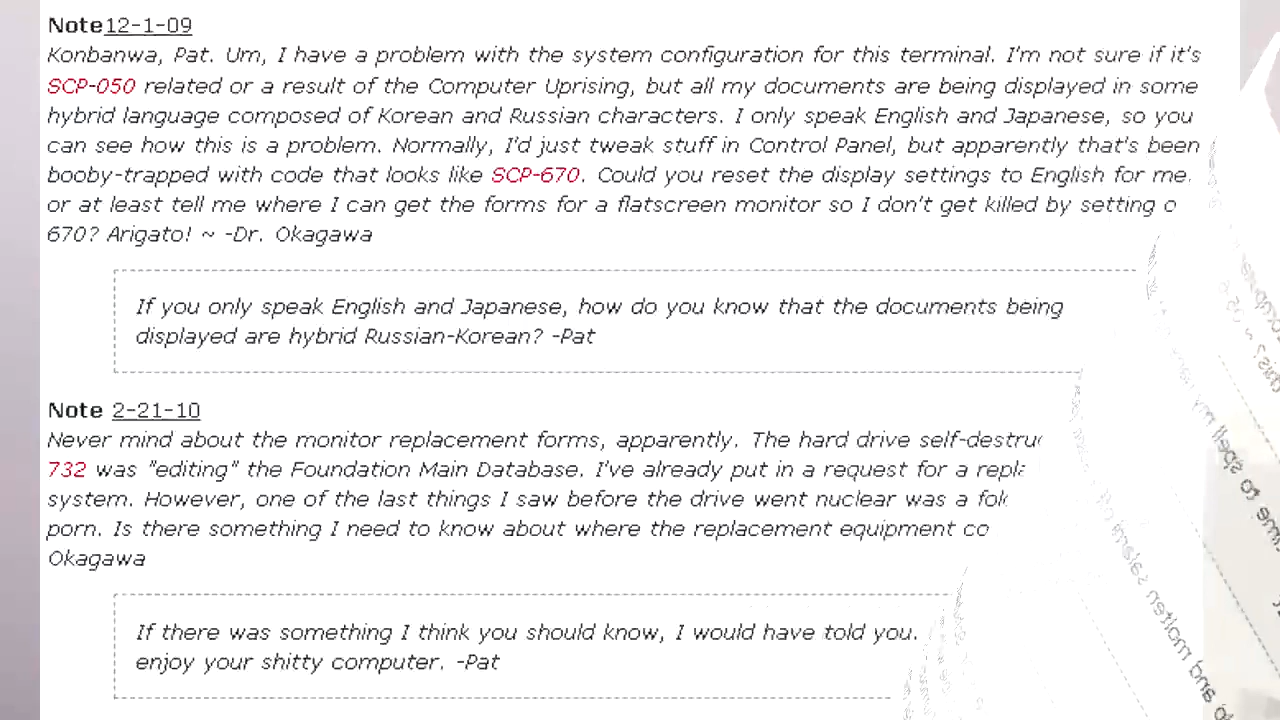 Note 12-1-09
Konbanwa, Pat. Um, I have a problem with the system configuration for this terminal. I'm not sure if it's
SCP-050 related or a result of the Computer Uprising, but all my documents are being displayed in some
hybrid language composed of Korean and Russian characters. I only speak English and Japanese, so you
can see how this is a problem. Normally, I'd just tweak stuff in Control Panel, but apparently that's been
booby-trapped with code that looks like SCP-670. Could you reset the display settings to English for me,
or at least tell me where I can get the forms for a flatscreen monitor so I don't get killed by setting o
670? Arigato! ~ -Dr. Okagawa
If you only speak English and Japanese, how do you know that the documents being
displayed are hybrid Russian-Korean? -Pat
Note 2-21-10
Never mind about the monitor replacement forms, apparently. The hard drive self-destru
732 was "editing" the Foundation Main Database. I've already put in a request for a repla
system. However, one of the last things I saw before the drive went nuclear was a fol
porn. Is there something I need to know about where the replacement equipment co
Okagawa
If there was something I think you should know, I would have told you.
enjoy your shitty computer. -Pat